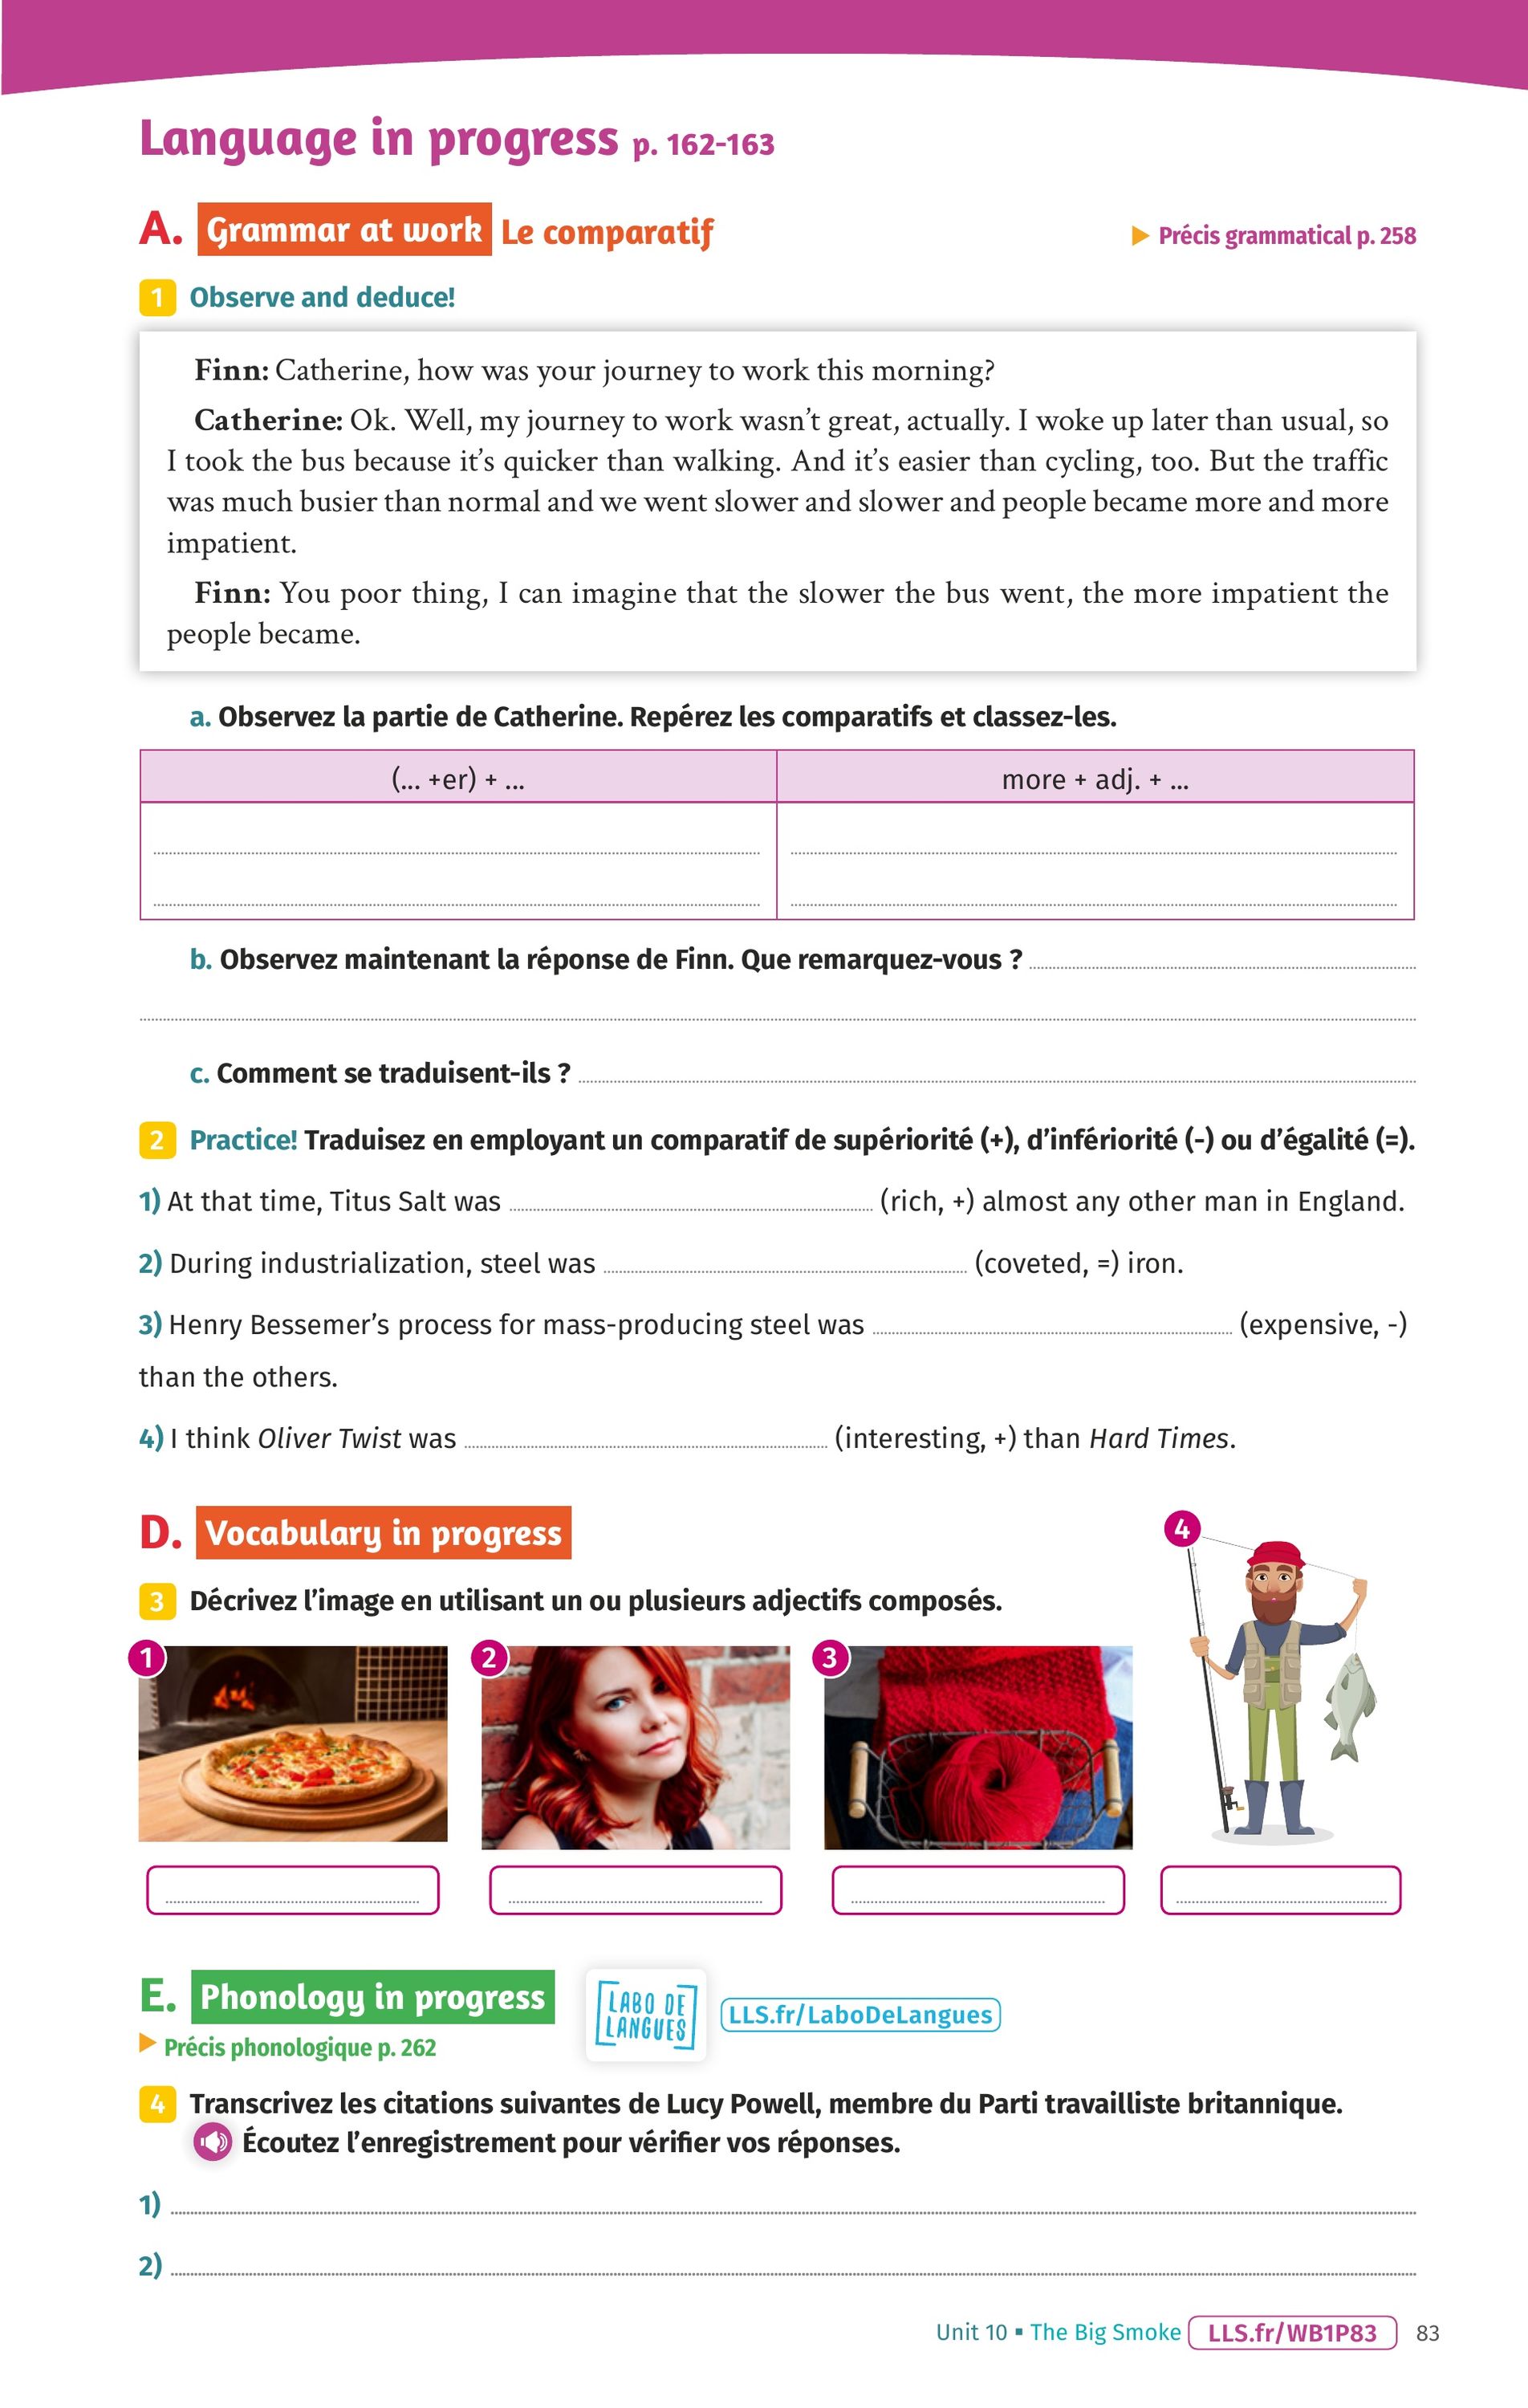 Language in progress p. 162-163
A. Grammar at work Le comparatif
▶ Précis grammatical p. 258
1 Observe and deduce!
Finn: Catherine, how was your journey to work this morning?
Catherine: Ok. Well, my journey to work wasn't great, actually. I woke up later than usual, so
I took the bus because it's quicker than walking. And it's easier than cycling, too. But the traffic
was much busier than normal and we went slower and slower and people became more and more
impatient.
Finn: You poor thing, I can imagine that the slower the bus went, the more impatient the
people became.
a. Observez la partie de Catherine. Repérez les comparatifs et classez-les.
(... +er) + ...
more + adj. + ...
b. Observez maintenant la réponse de Finn. Que remarquez-vous ?
c. Comment se traduisent-ils ?
2 Practice! Traduisez en employant un comparatif de supériorité (+), d'infériorité (-) ou d'égalité (=).
1) At that time, Titus Salt was (rich, +) almost any other man in England.
2) During industrialization, steel was (coveted, =) iron.
3) Henry Bessemer's process for mass-producing steel was (expensive, -)
than the others.
4) I think Oliver Twist was (interesting, +) than Hard Times.
D. Vocabulary in progress
3 Décrivez l'image en utilisant un ou plusieurs adjectifs composés.
1
2
3
4
E. Phonology in progress
LABO DE
LANGUES
LLS.fr/LaboDeLangues
▶ Précis phonologique p. 262
4 Transcrivez les citations suivantes de Lucy Powell, membre du Parti travailliste britannique.
Écoutez l'enregistrement pour vérifier vos réponses.
1)
2)
Unit 10 ▪ The Big Smoke LLS.fr/WB1P83 83